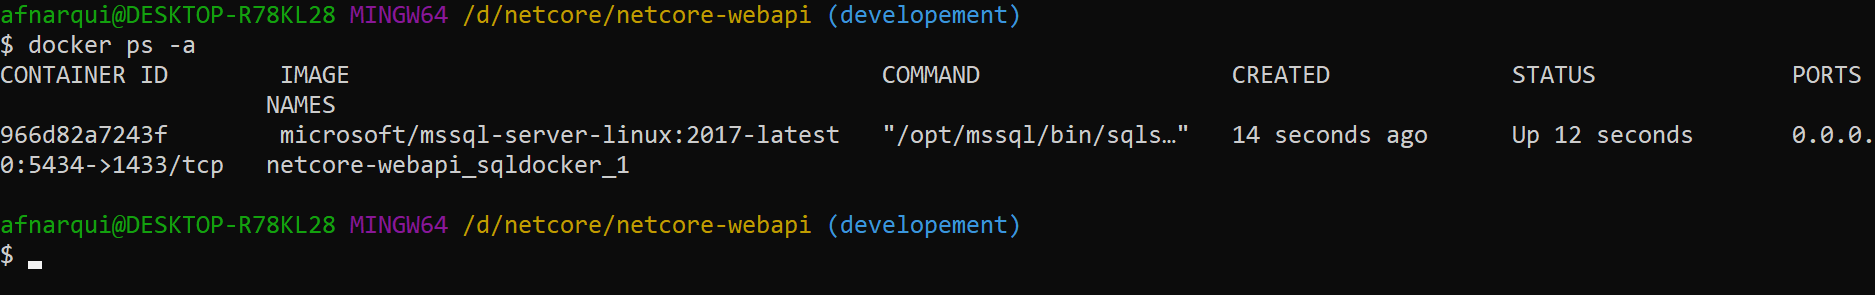 afnarqui@DESKTOP-R78KL28 MINGW64 /d/netcore/netcore-webapi (developement)
$ docker ps -a
CONTAINER ID        IMAGE                                      COMMAND                  CREATED             STATUS              PORTS
                   NAMES
966d82a7243f        microsoft/mssql-server-linux:2017-latest   "/opt/mssql/bin/sqls…"   14 seconds ago      Up 12 seconds       0.0.0.
0:5434->1433/tcp   netcore-webapi_sqldocker_1
afnarqui@DESKTOP-R78KL28 MINGW64 /d/netcore/netcore-webapi (developement)
$